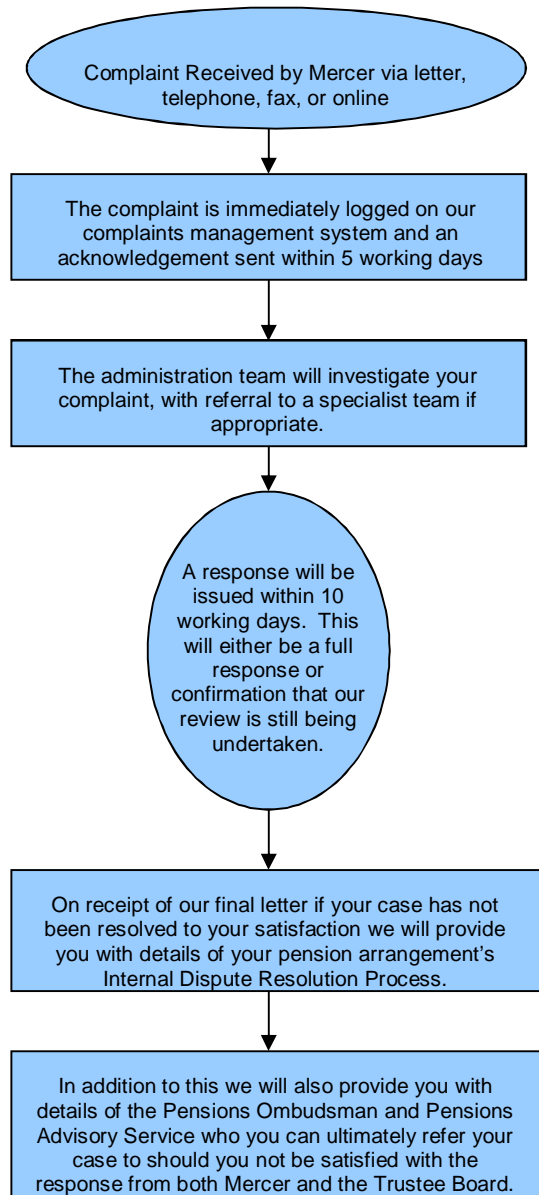 Complaint Received by Mercer via letter,
telephone, fax, or online
The complaint is immediately logged on our
complaints management system and an
acknowledgement sent within 5 working days
The administration team will investigate your
complaint, with referral to a specialist team if
appropriate.
A response will be
issued within 10
working days.  This
will either be a full
response or
confirmation that our
review is still being
undertaken.
On receipt of our final letter if your case has not
been resolved to your satisfaction we will provide
you with details of your pension arrangement’s
Internal Dispute Resolution Process.
In addition to this we will also provide you with
details of the Pensions Ombudsman and Pensions
Advisory Service who you can ultimately refer your
case to should you not be satisfied with the
response from both Mercer and the Trustee Board.